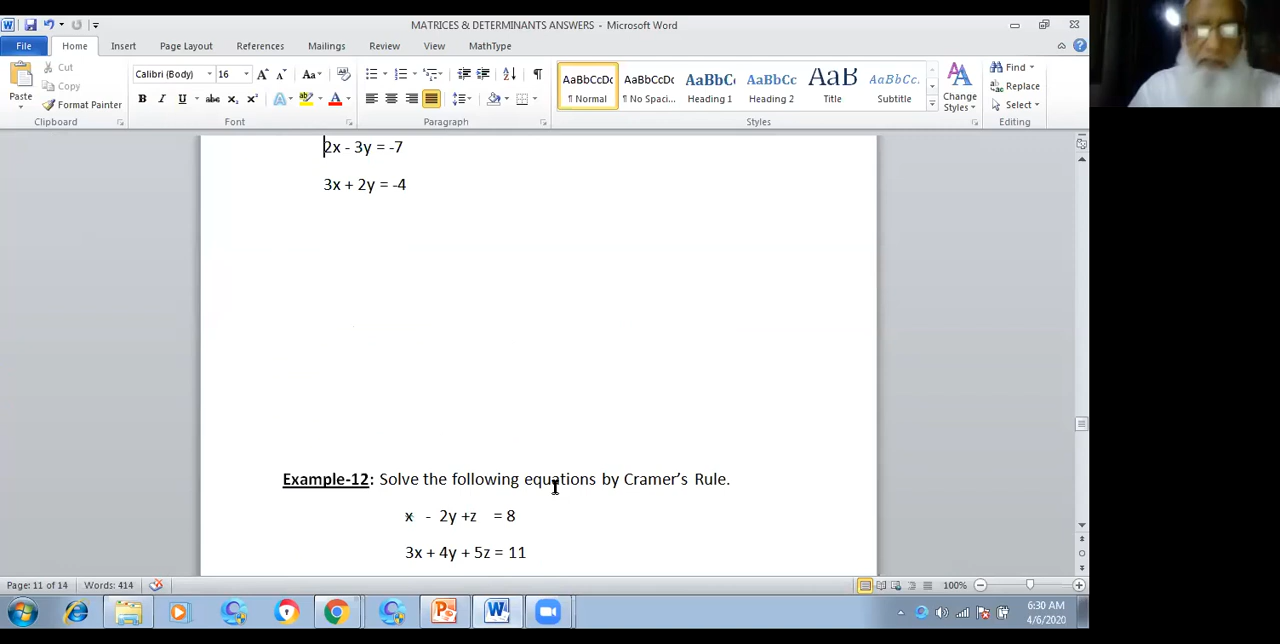 MATRICES & DETERMINANTS ANSWERS - Microsoft Word
File Home Insert Page Layout References Mailings Review View MathType
Paste Cut Copy Format Painter
Calibri (Body) 16
AaBbCcDc ¶ Normal
AaBbCcDc ¶ No Spaci...
AaBbC( Heading 1
AaBbCc Heading 2
AaB Title
AaBbCc. Subtitle
Change Styles
Find Replace Select
Clipboard Font Paragraph Styles Editing
2x - 3y = -7
3x + 2y = -4
Example-12: Solve the following equations by Cramer's Rule.
x - 2y +z = 8
3x + 4y + 5z = 11
Page: 11 of 14 Words: 414 100%
6:30 AM
4/6/2020